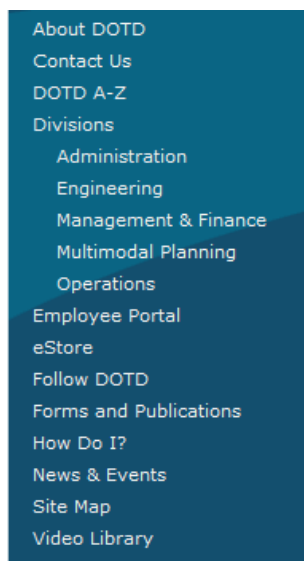 About DOTD
Contact Us
DOTD A-Z
Divisions
Administration
Engineering
Management & Finance
Multimodal Planning
Operations
Employee Portal
eStore
Follow DOTD
Forms and Publications
How Do I?
News & Events
Site Map
Video Library